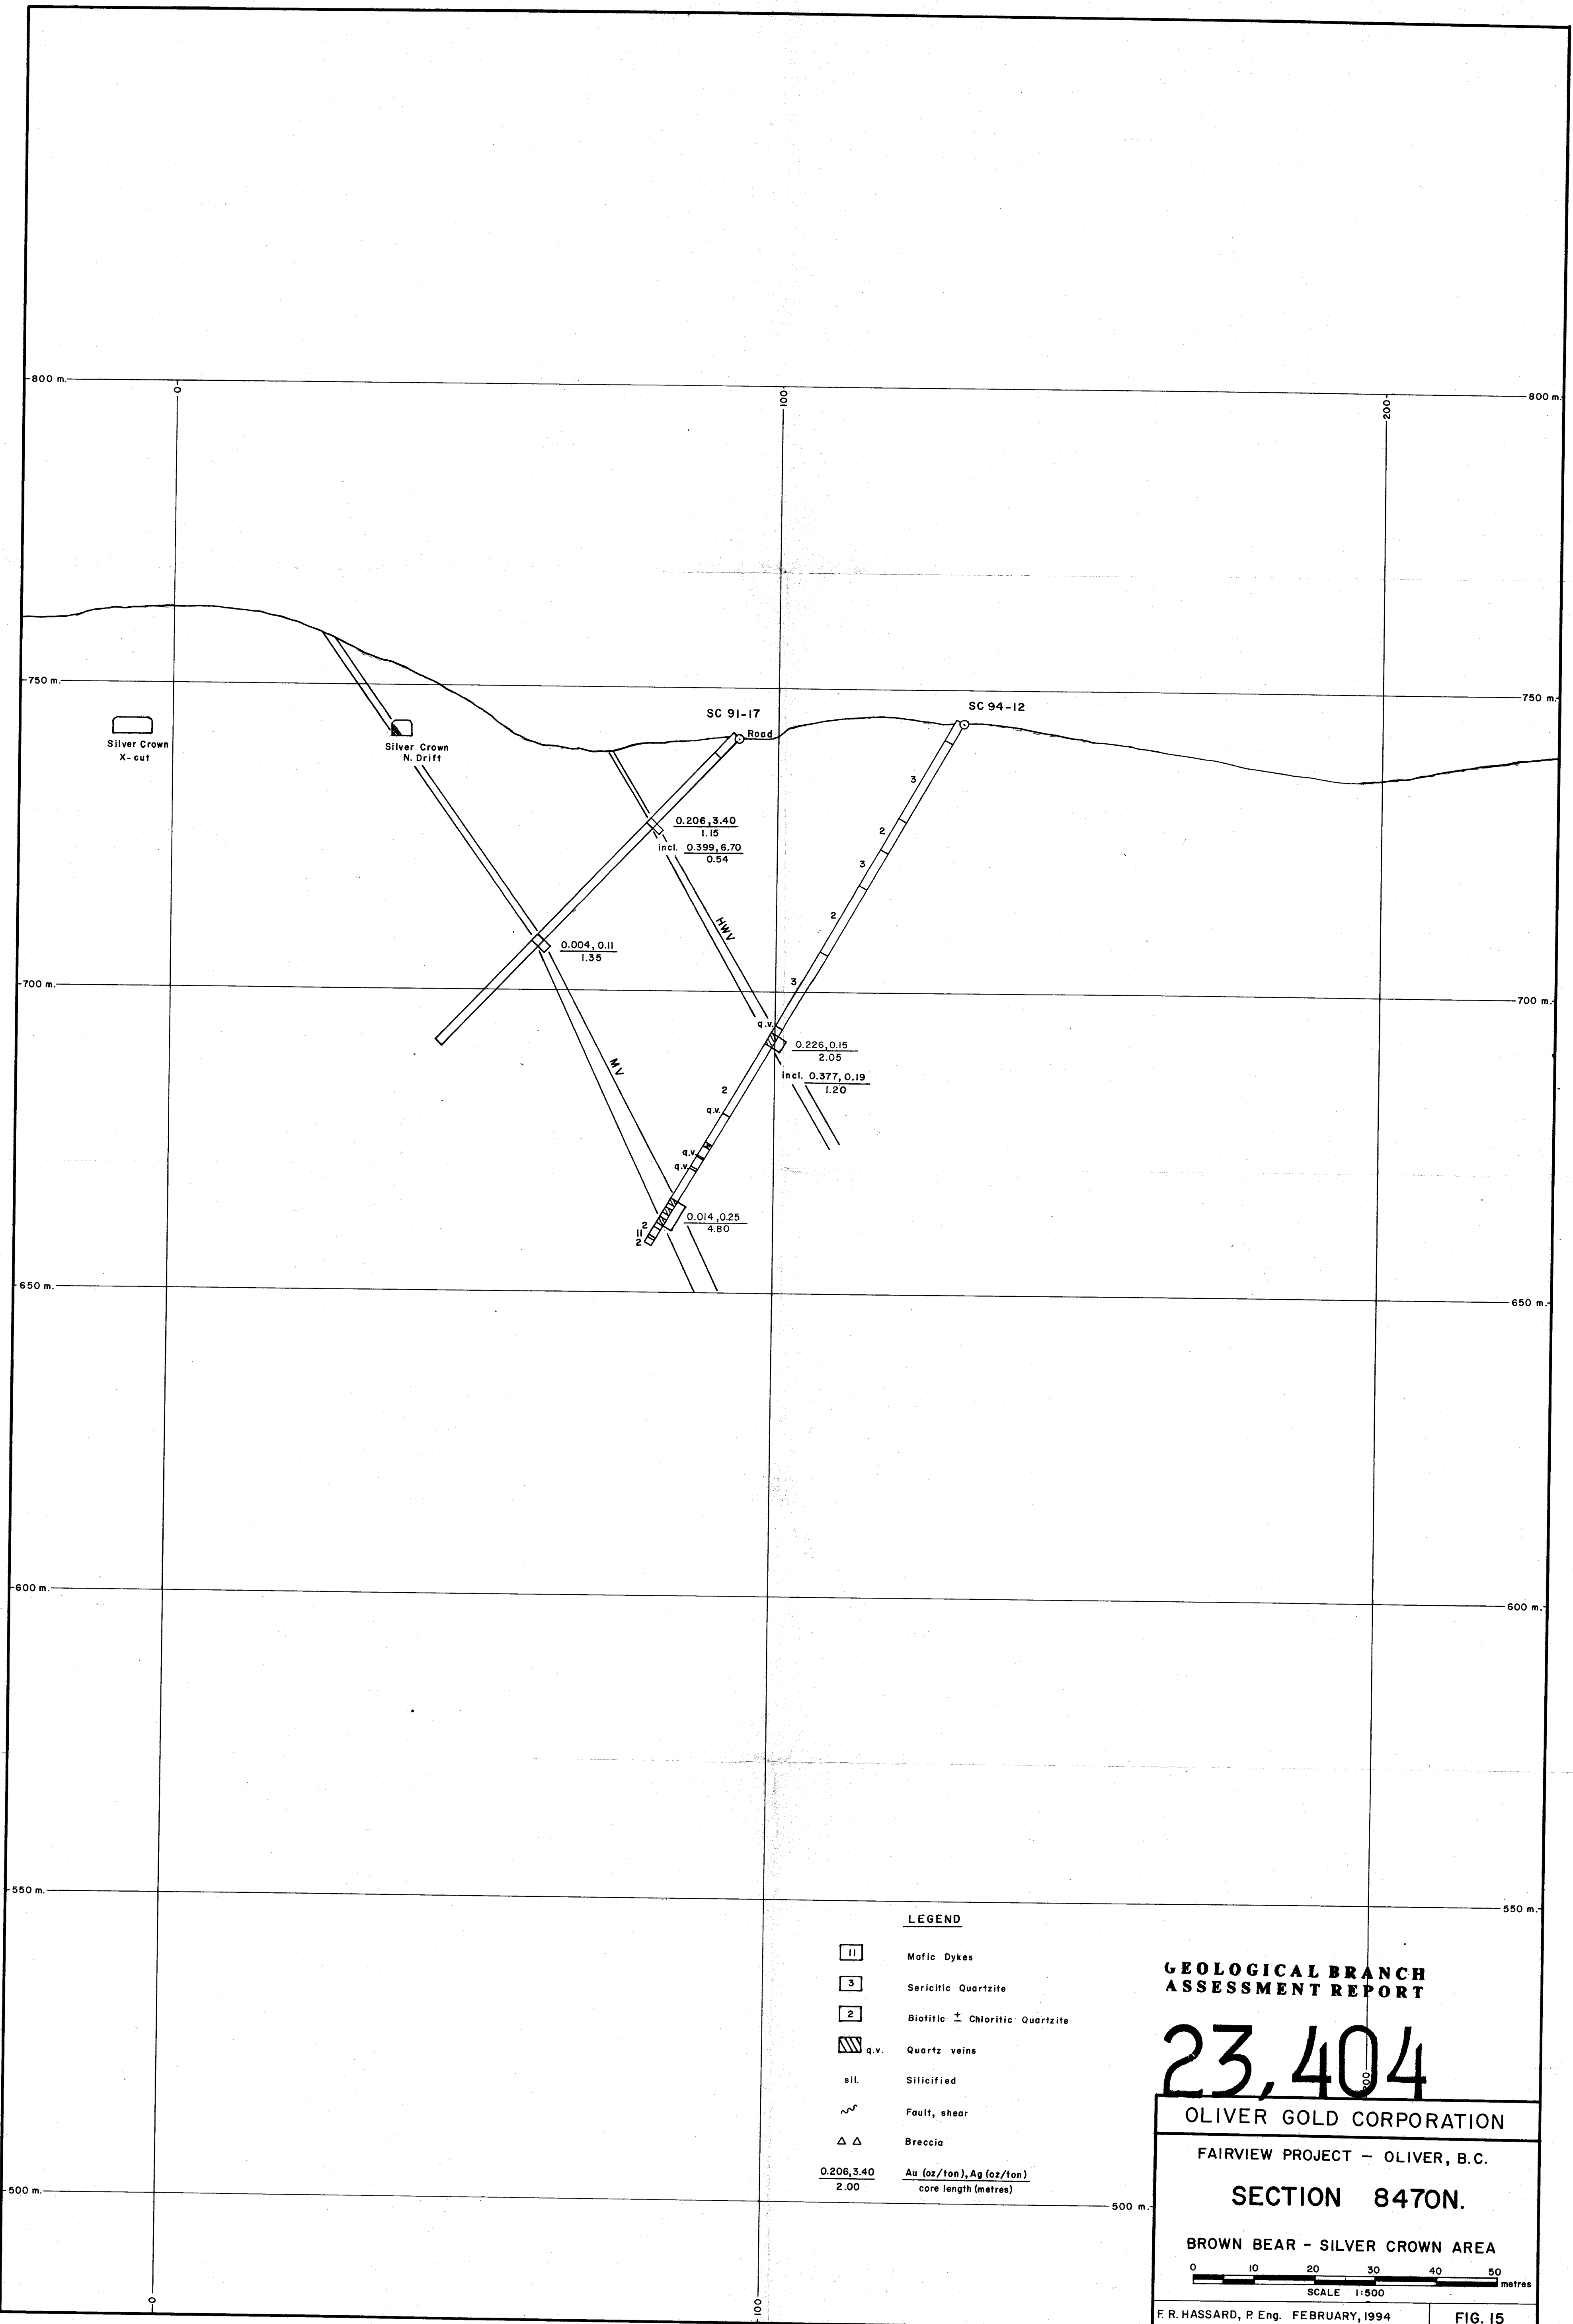 800 m.
0
100
200
800 m.
750 m.
750 m.
SC 91-17
SC 94-12
Road
Silver Crown
X-cut
Silver Crown
N. Drift
3
0.206,3.40
1.15
incl. 0.399,6.70
0.54
2
3
HWV
2
0.004,0.11
1.35
3
700 m.
700 m.
q.v.
0.226,0.15
2.05
MV
incl. 0.377,0.19
1.20
2
q.v.
q.v.
q.v.
0.014,0.25
4.80
2
11
2
650 m.
650 m.
600 m.
600 m.
550 m.
550 m.
LEGEND
11 Mafic Dykes
3 Sericitic Quartzite
2 Biotitic ± Chloritic Quartzite
q.v. Quartz veins
sil. Silicified
Fault, shear
△ △ Breccia
0.206,3.40 Au (oz/ton), Ag (oz/ton)
2.00 core length (metres)
500 m.
500 m.
0
100
GEOLOGICAL BRANCH
ASSESSMENT REPORT
23,404
200
OLIVER GOLD CORPORATION
FAIRVIEW PROJECT - OLIVER, B.C.
SECTION 8470N.
BROWN BEAR - SILVER CROWN AREA
0 10 20 30 40 50
metres
SCALE 1:500
F. R. HASSARD, P. Eng. FEBRUARY, 1994
FIG. 15